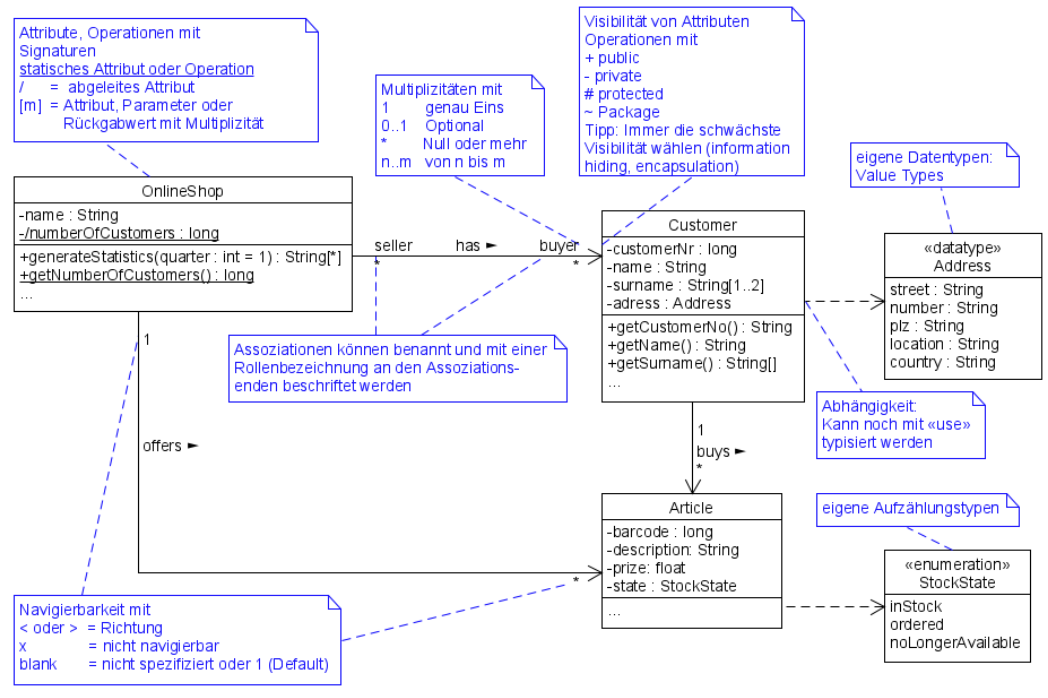 Attribute, Operationen mit
Signaturen
statisches Attribut oder Operation
/ = abgeleites Attribut
[m] = Attribut, Parameter oder
Rückgabwert mit Multiplizität
Multiplizitäten mit
1 genau Eins
0..1 Optional
* Null oder mehr
n..m von n bis m
Visibilität von Attributen
Operationen mit
+ public
- private
# protected
~ Package
Tipp: Immer die schwächste
Visibilität wählen (information
hiding, encapsulation)
eigene Datentypen:
Value Types
OnlineShop
-name : String
-/numberOfCustomers : long
+generateStatistics(quarter : int = 1) : String[*]
+getNumberOfCustomers() : long
...
seller has ► buyer
* *
Customer
-customerNr : long
-name : String
-surname : String[1..2]
-adress : Address
+getCustomerNo() : String
+getName() : String
+getSurname() : String[]
...
«datatype»
Address
street : String
number : String
plz : String
location : String
country : String
1
Assoziationen können benannt und mit einer
Rollenbezeichnung an den Assoziations-
enden beschriftet werden
Abhängigkeit:
Kann noch mit «use»
typisiert werden
offers ►
1
buys ►
*
Article
-barcode : long
-description: String
-prize: float
-state : StockState
...
*
eigene Aufzählungstypen
«enumeration»
StockState
inStock
ordered
noLongerAvailable
Navigierbarkeit mit
< oder > = Richtung
x = nicht navigierbar
blank = nicht spezifiziert oder 1 (Default)